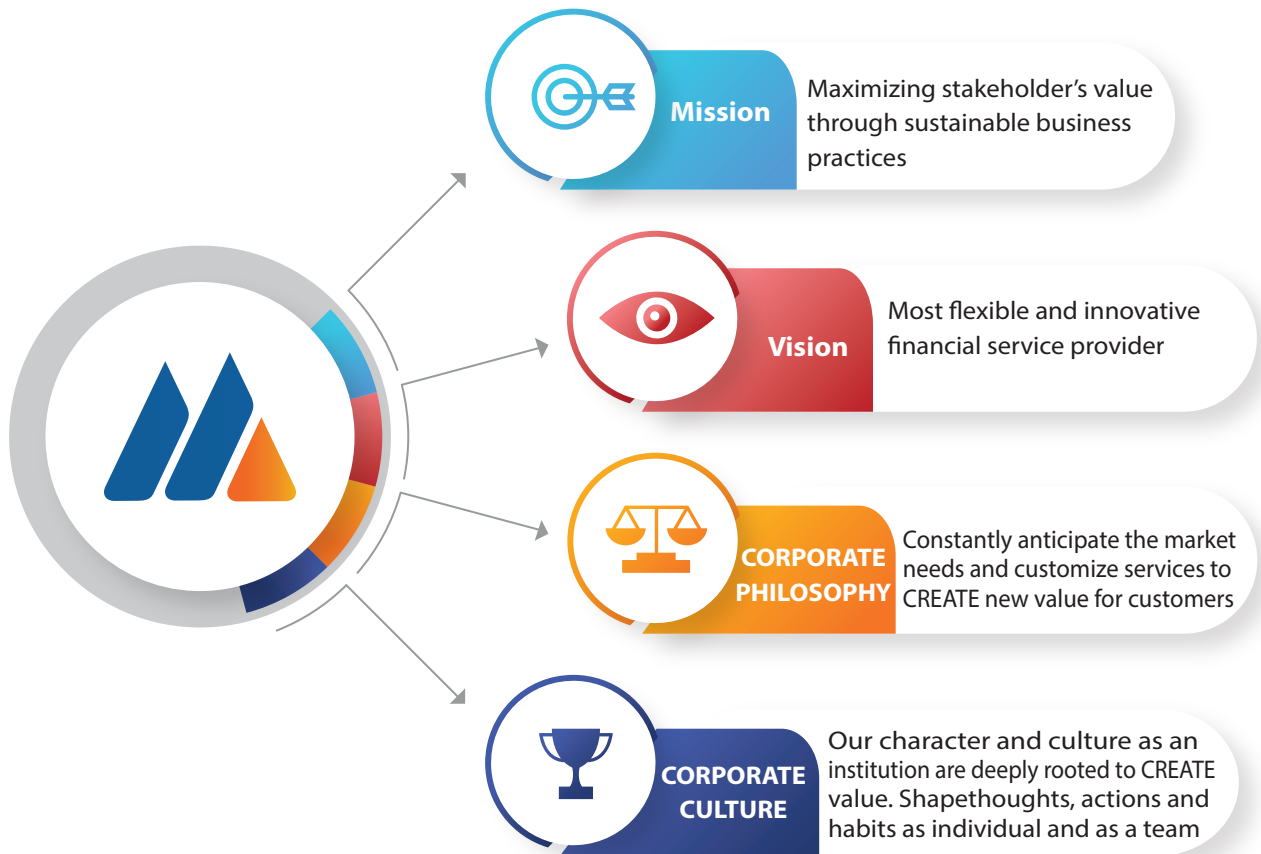 Mission
Maximizing stakeholder’s value
through sustainable business
practices
Vision
Most flexible and innovative
financial service provider
CORPORATE
PHILOSOPHY
Constantly anticipate the market
needs and customize services to
CREATE new value for customers
CORPORATE
CULTURE
Our character and culture as an
institution are deeply rooted to CREATE
value. Shapethoughts, actions and
habits as individual and as a team